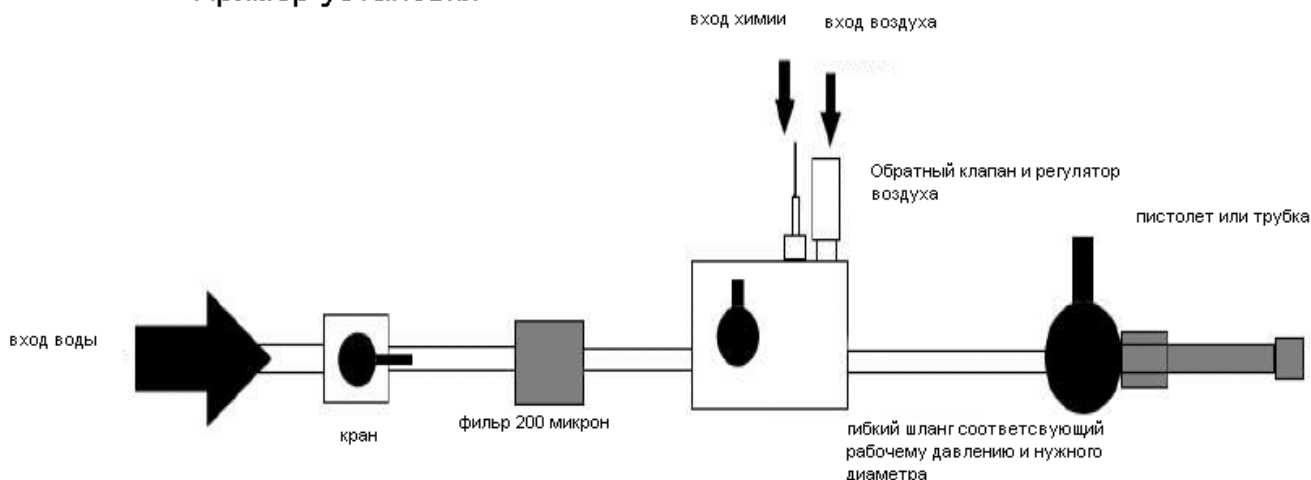 вход химии
вход воздуха
Обратный клапан и регулятор
воздуха
пистолет или трубка
вход воды
кран
фильр 200 микрон
гибкий шланг соответсвующий
рабочему давлению и нужного
диаметра